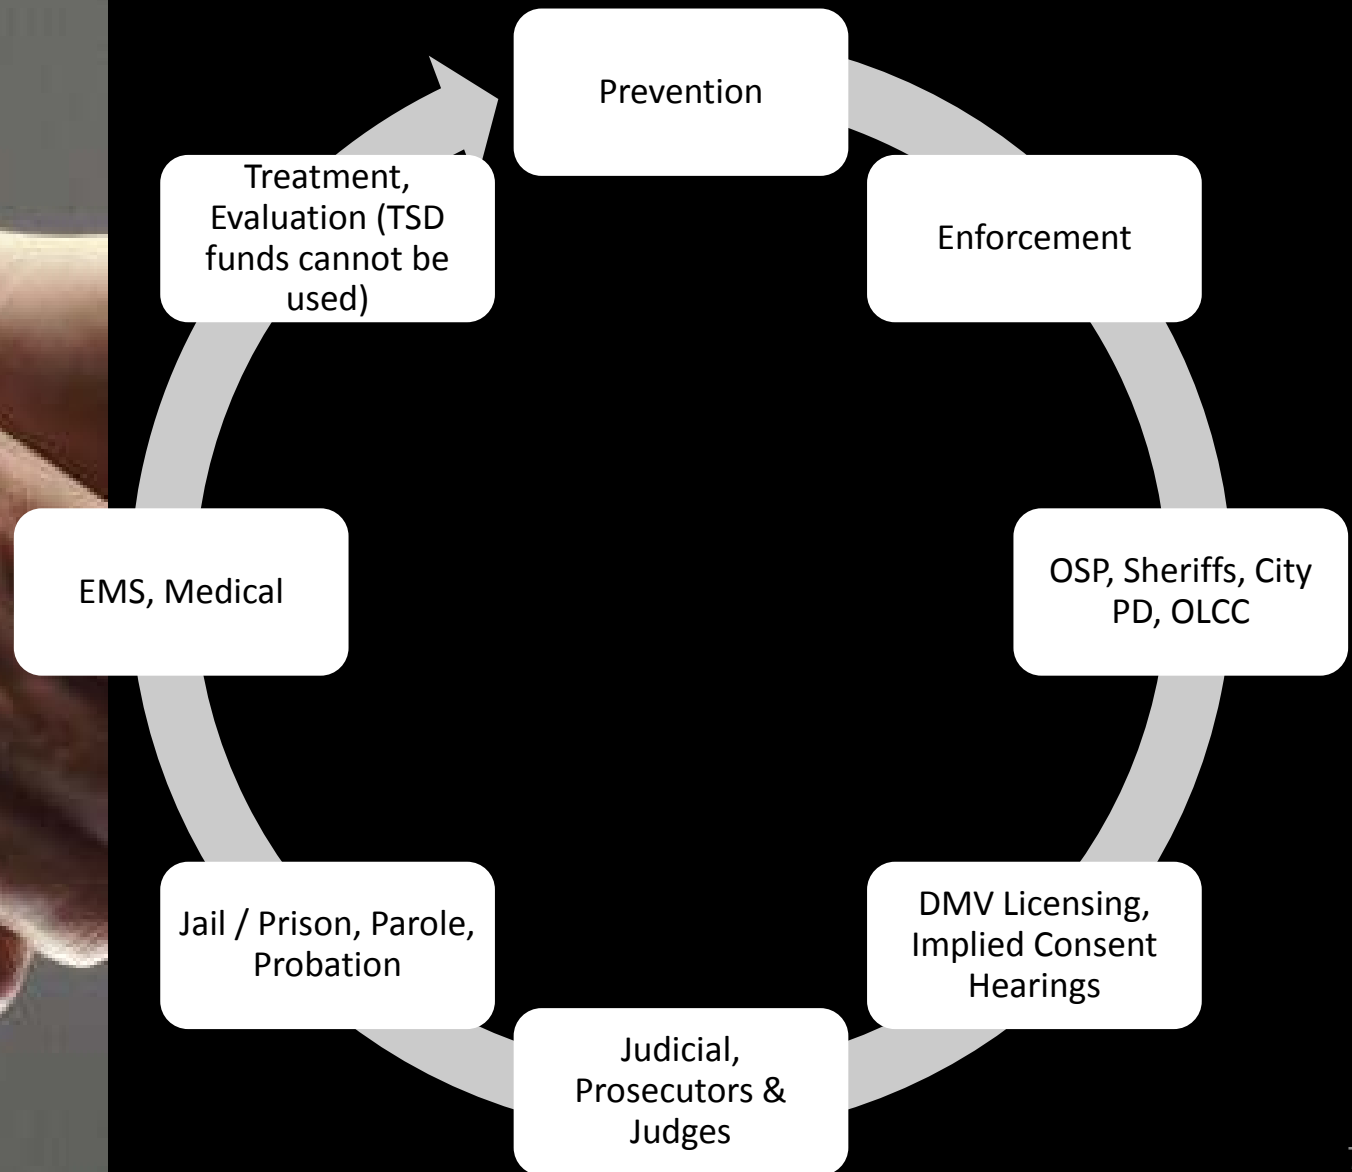 Prevention
Enforcement
OSP, Sheriffs, City
PD, OLCC
DMV Licensing,
Implied Consent
Hearings
Judicial,
Prosecutors &
Judges
Jail / Prison, Parole,
Probation
EMS, Medical
Treatment,
Evaluation (TSD
funds cannot be
used)